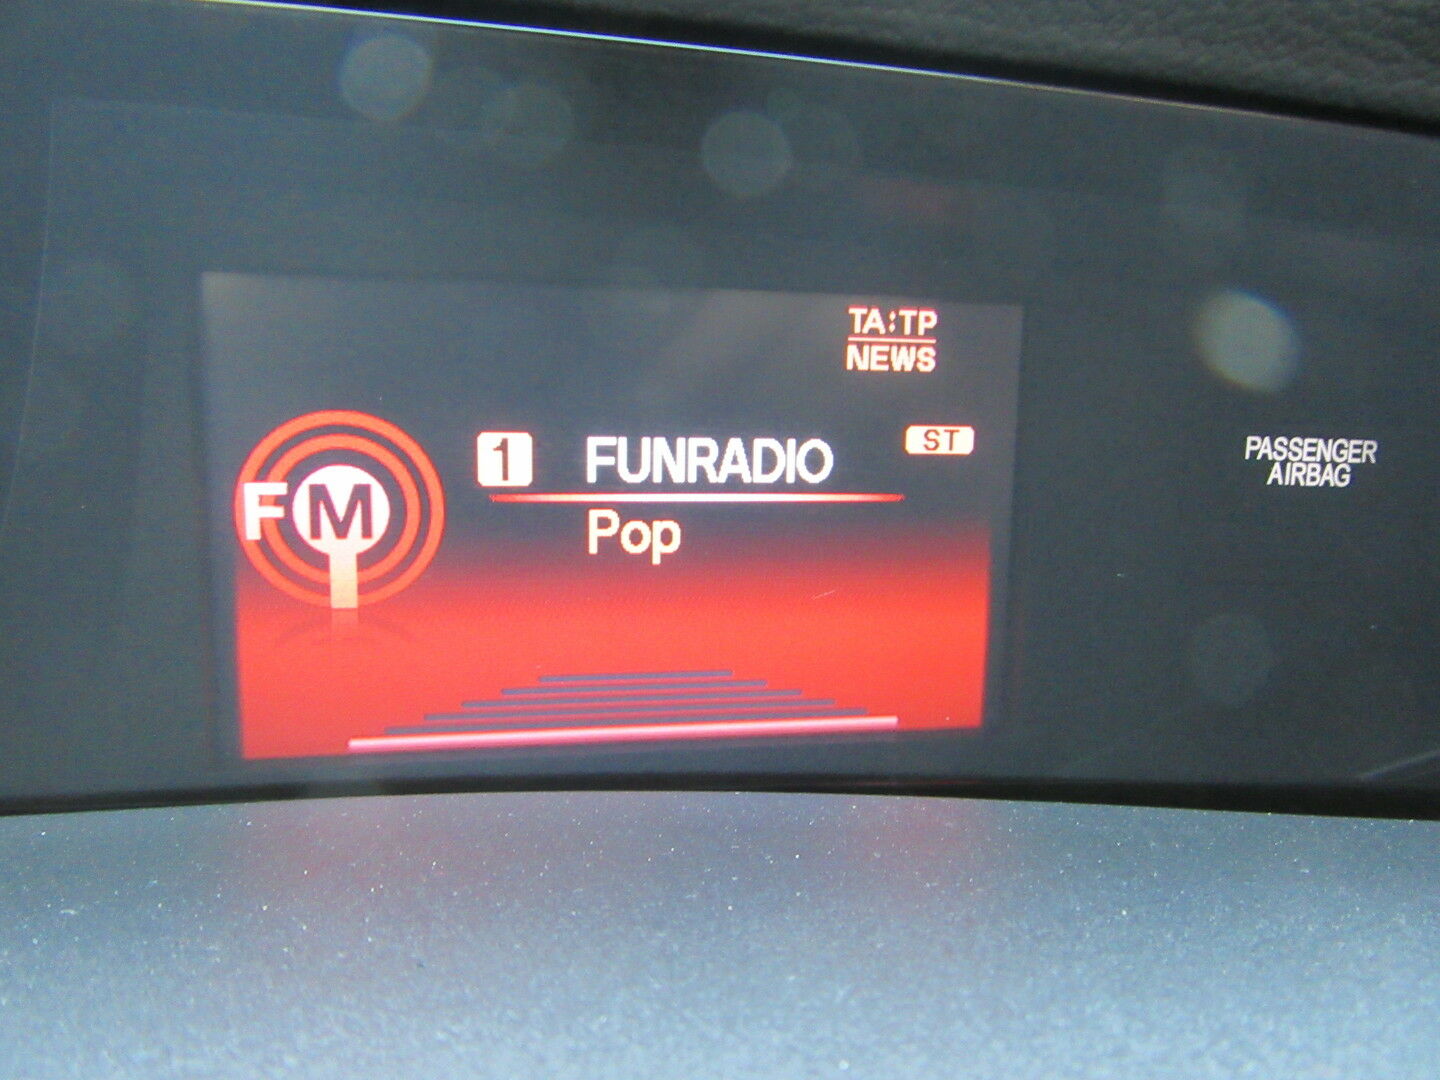 TA:TP
NEWS
FM
1 FUNRADIO ST
Pop
PASSENGER
AIRBAG